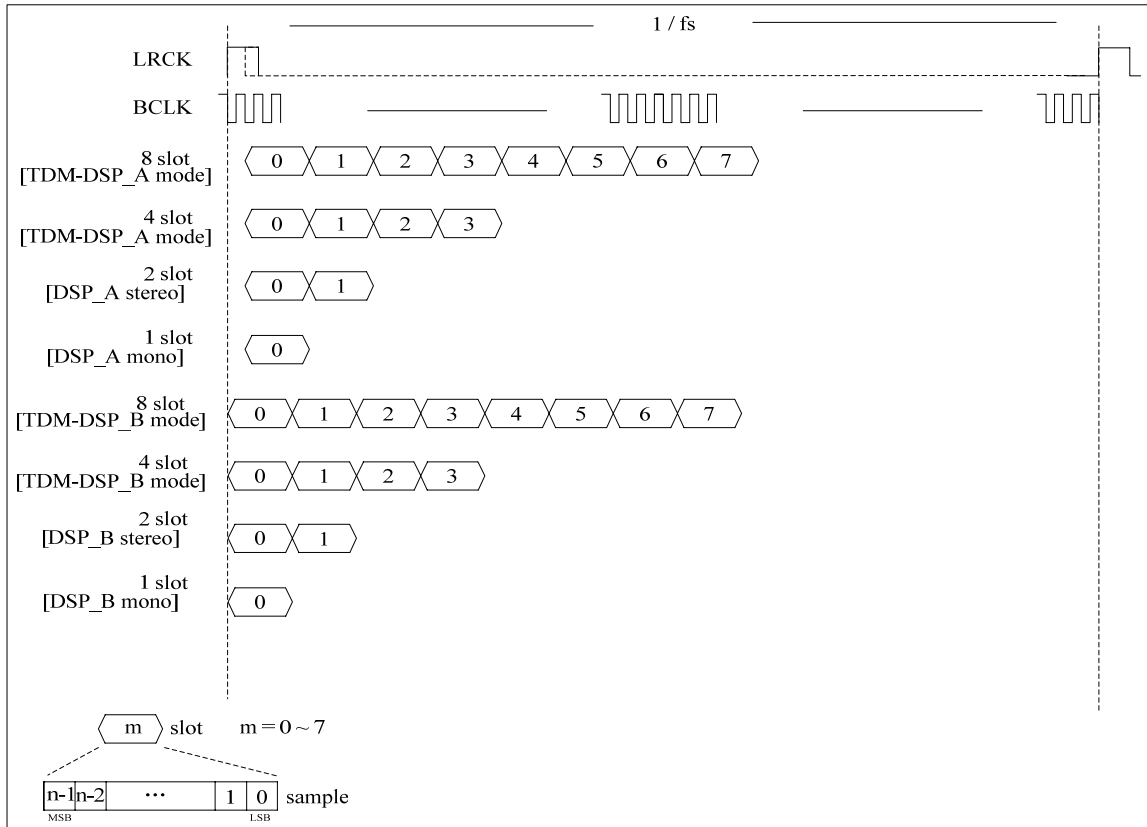 1 / fs
LRCK
BCLK
8 slot
[TDM-DSP_A mode]
0 1 2 3 4 5 6 7
4 slot
[TDM-DSP_A mode]
0 1 2 3
2 slot
[DSP_A stereo]
0 1
1 slot
[DSP_A mono]
0
8 slot
[TDM-DSP_B mode]
0 1 2 3 4 5 6 7
4 slot
[TDM-DSP_B mode]
0 1 2 3
2 slot
[DSP_B stereo]
0 1
1 slot
[DSP_B mono]
0
m slot m = 0 ~ 7
n-1 n-2 ... 1 0 sample
MSB LSB